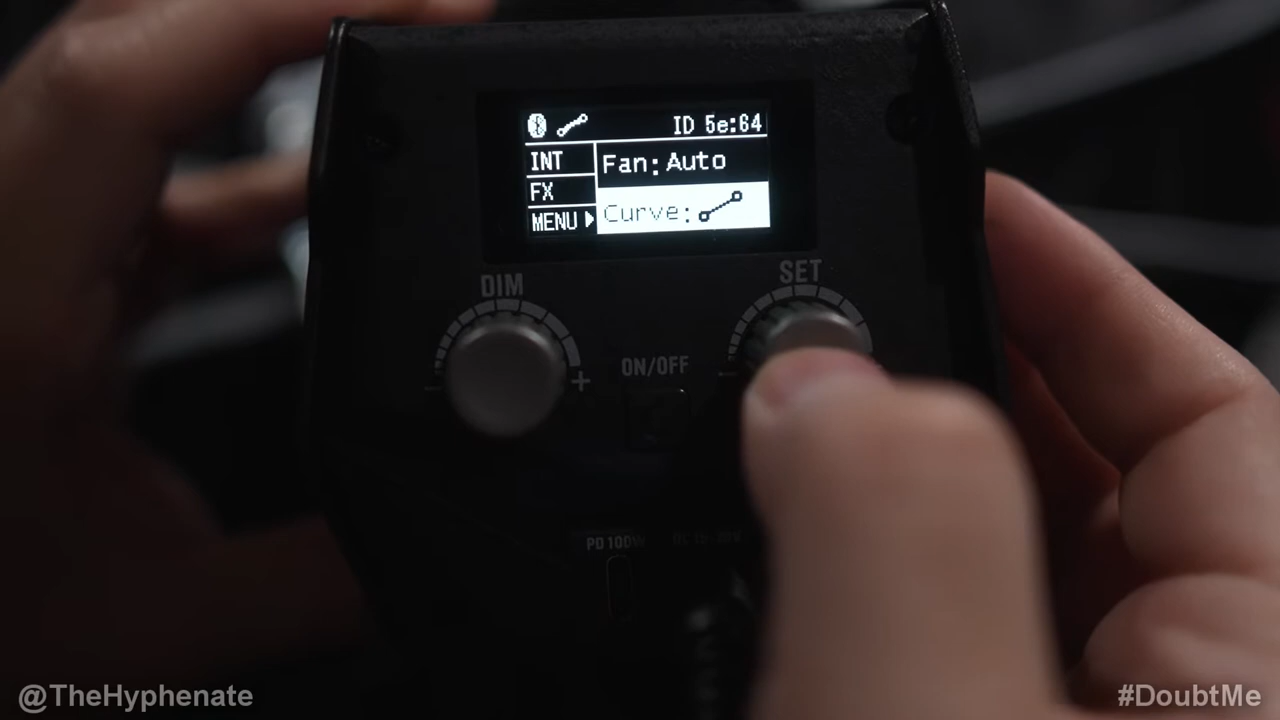 ID 5e:64
INT
Fan: Auto
FX
Curve:
MENU
DIM
SET
ON/OFF
- +
-
PD 100W
@TheHyphenate
#DoubtMe